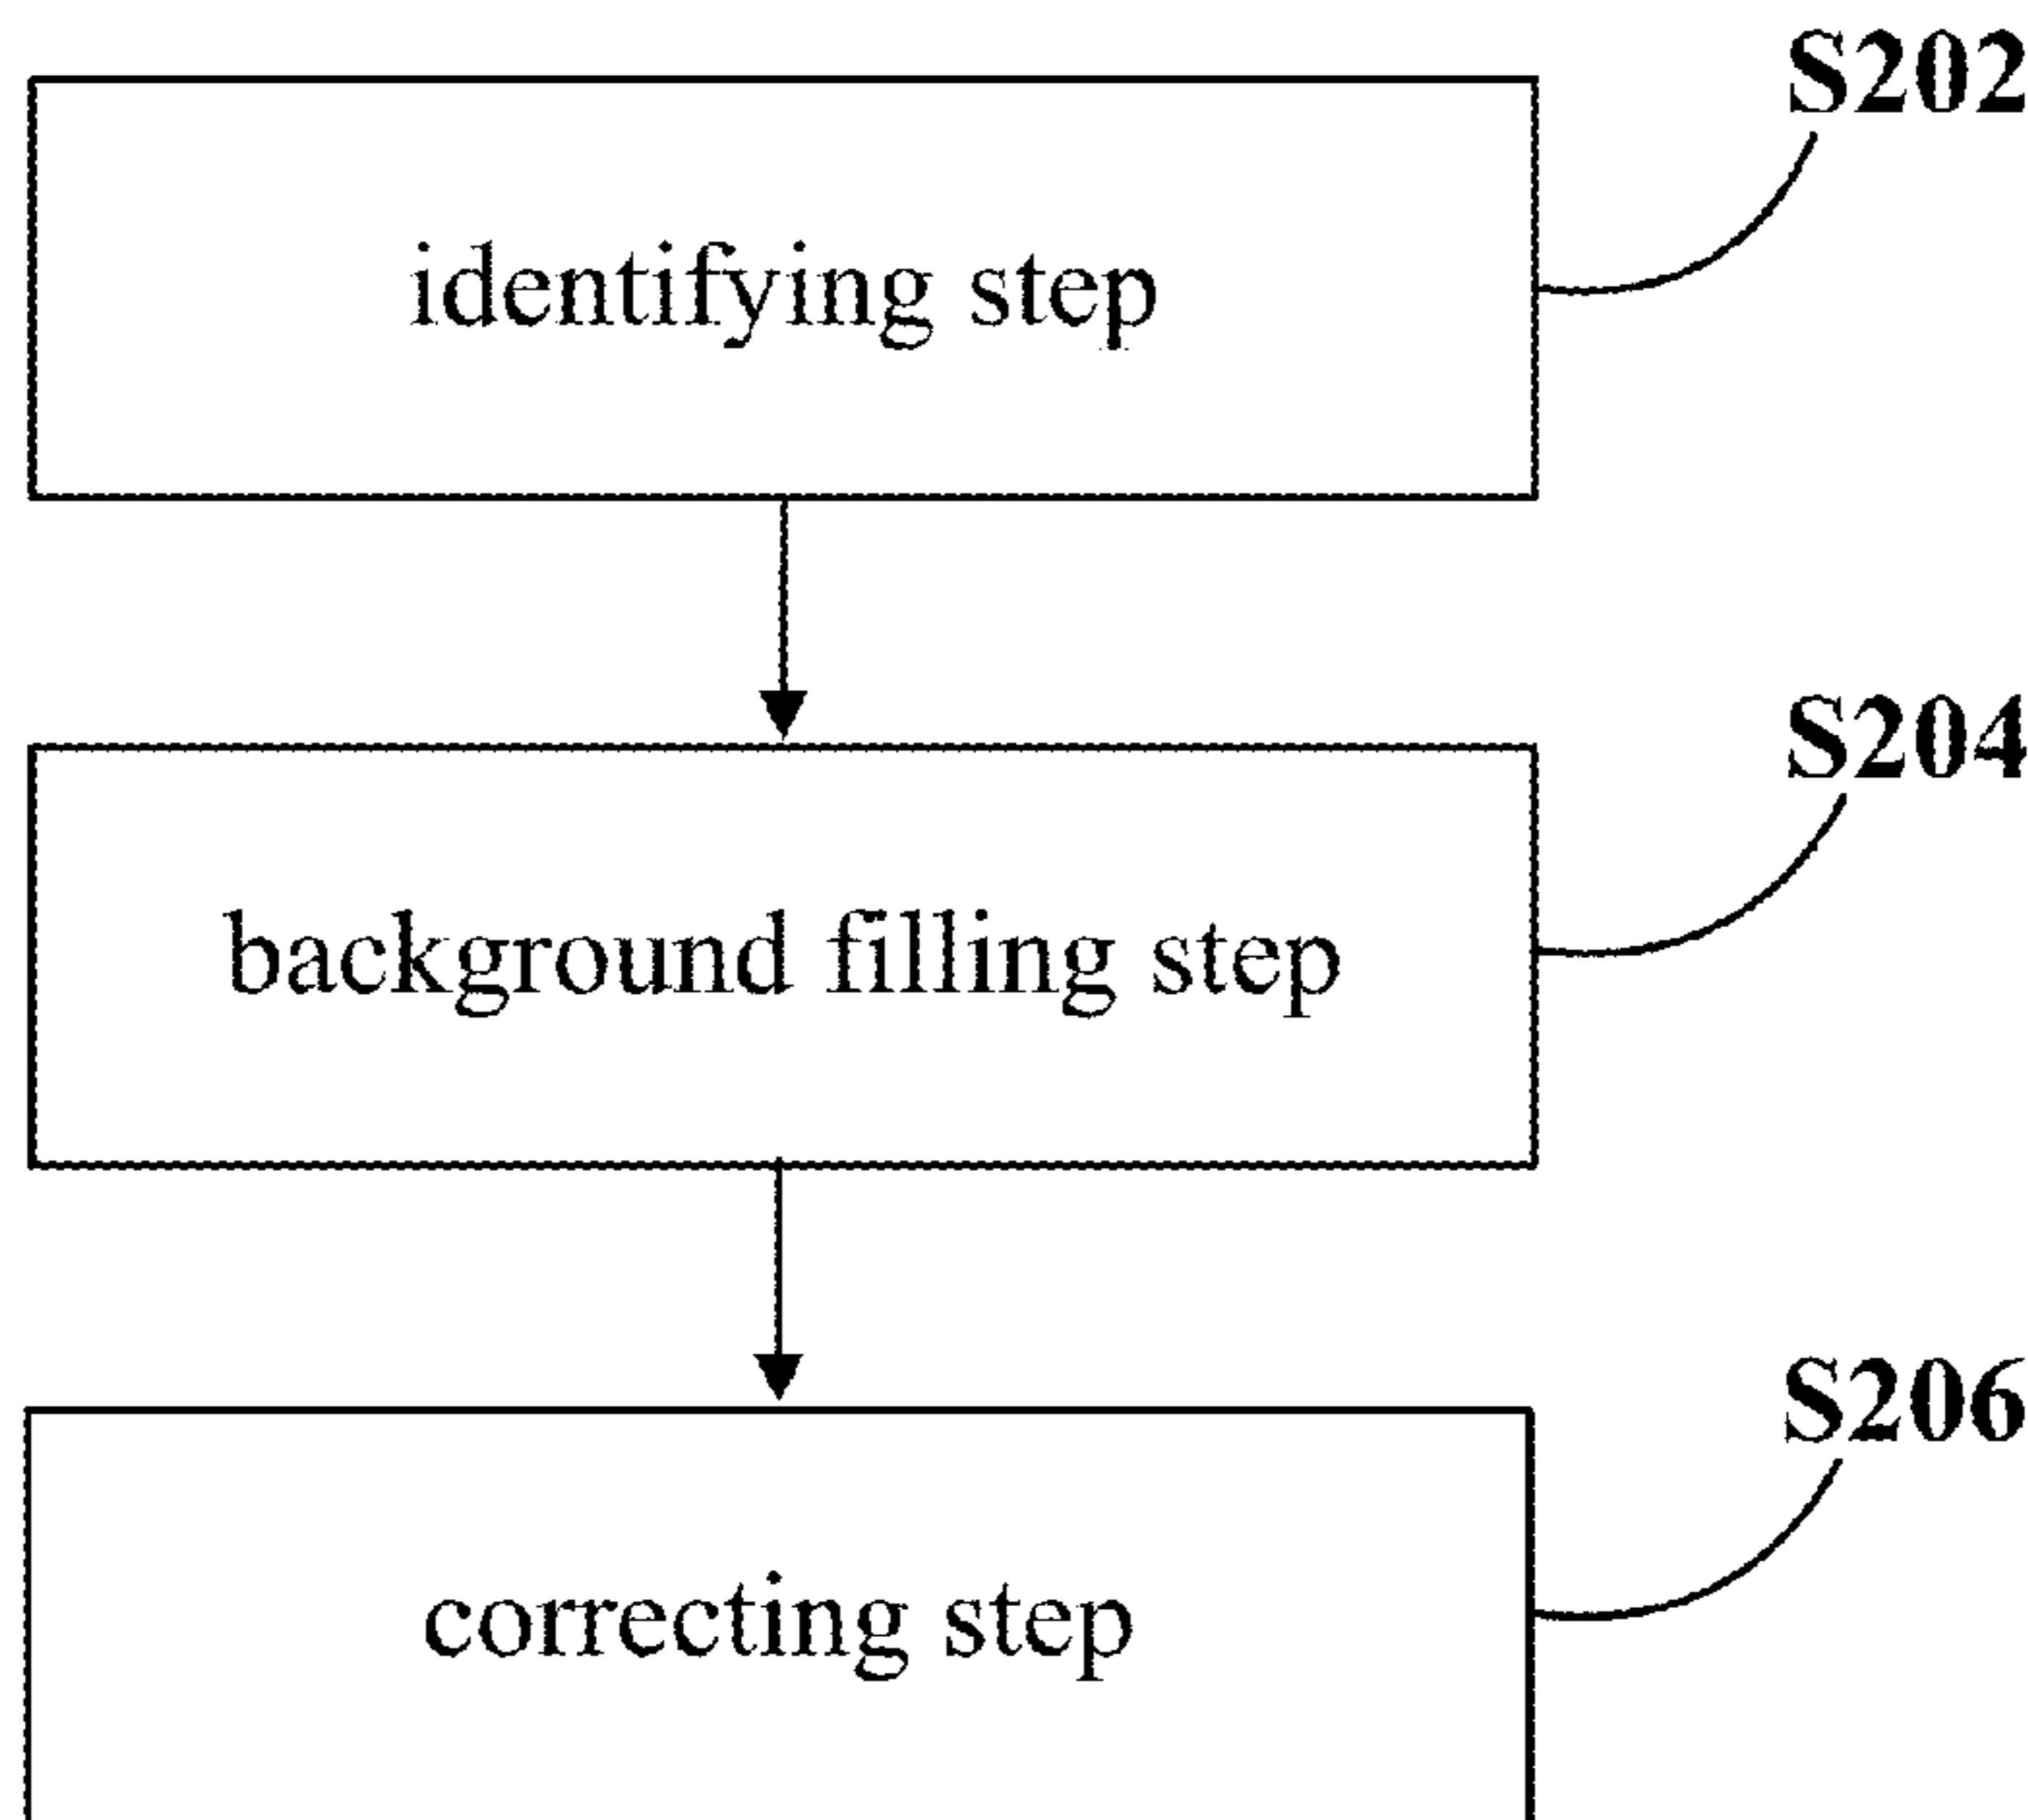 S202
identifying step
S204
background filling step
S206
correcting step